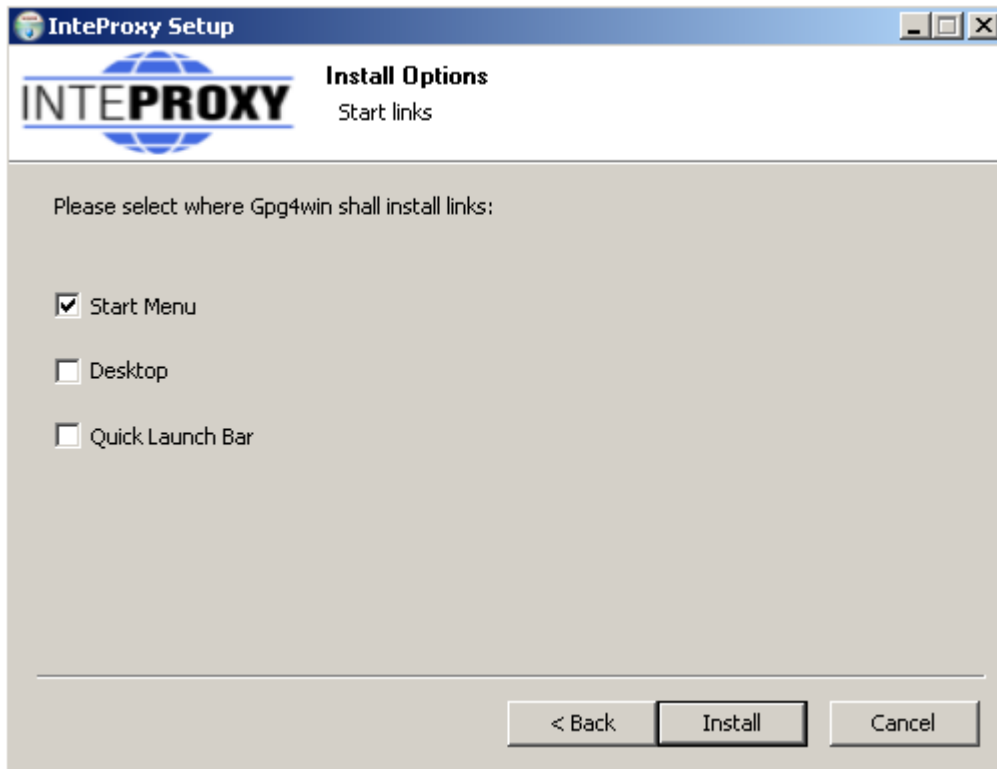 InteProxy Setup
INTEPROXY
Install Options
Start links
Please select where Gpg4win shall install links:
Start Menu
Desktop
Quick Launch Bar
< Back
Install
Cancel